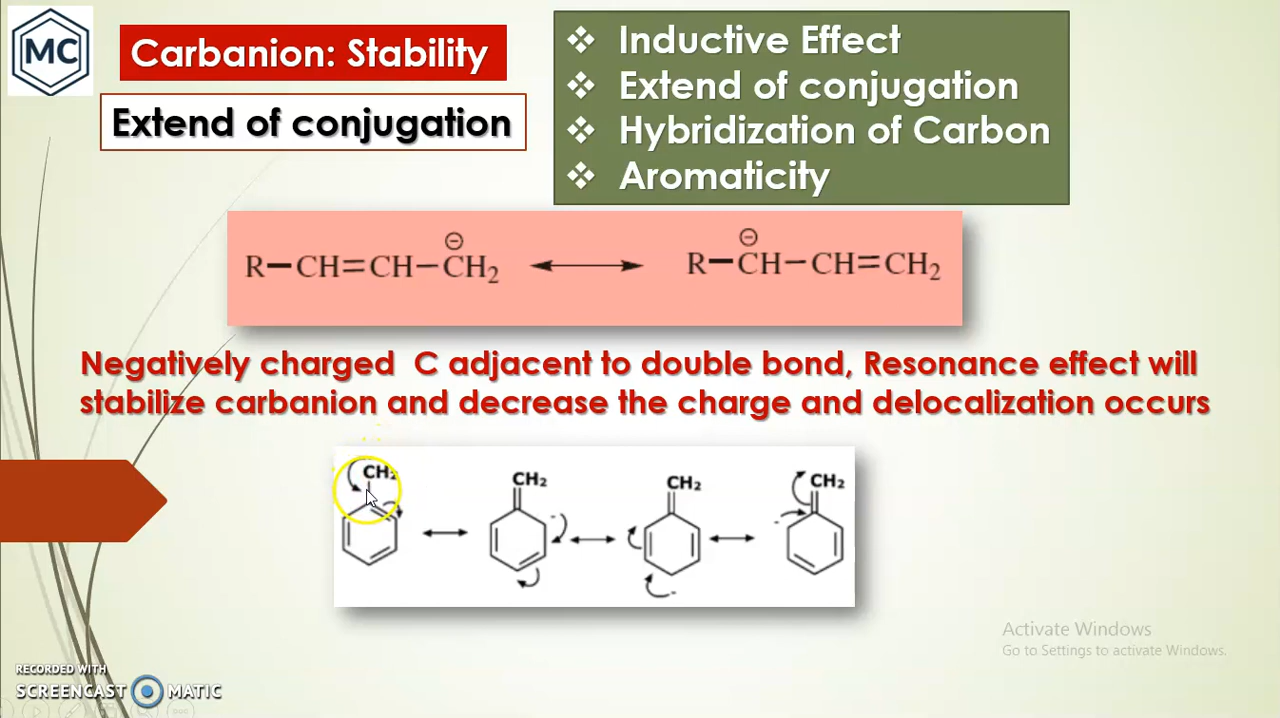 MC
Carbanion: Stability
Extend of conjugation
❖ Inductive Effect
❖ Extend of conjugation
❖ Hybridization of Carbon
❖ Aromaticity
R−CH=CH−CH₂ ⟷ R−CH−CH=CH₂
⊖ ⊖
Negatively charged C adjacent to double bond, Resonance effect will
stabilize carbanion and decrease the charge and delocalization occurs
CH₂ CH₂ CH₂ CH₂
Activate Windows
Go to Settings to activate Windows.
RECORDED WITH
SCREENCAST MATIC